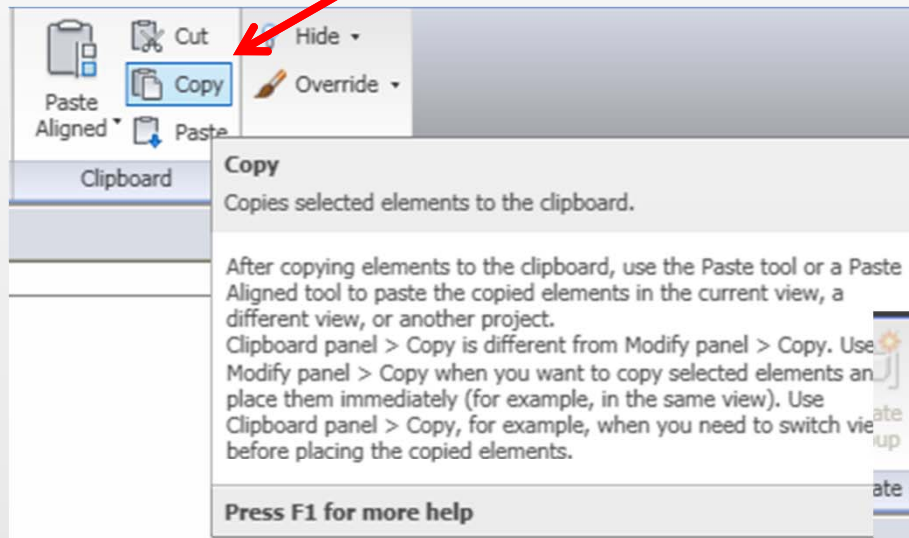 Cut
Hide
Copy
Override
Paste
Aligned
Paste
Clipboard
Copy
Copies selected elements to the clipboard.
After copying elements to the clipboard, use the Paste tool or a Paste
Aligned tool to paste the copied elements in the current view, a
different view, or another project.
Clipboard panel > Copy is different from Modify panel > Copy. Use
Modify panel > Copy when you want to copy selected elements an
place them immediately (for example, in the same view). Use
Clipboard panel > Copy, for example, when you need to switch vie
before placing the copied elements.
Press F1 for more help
ate
up
ate